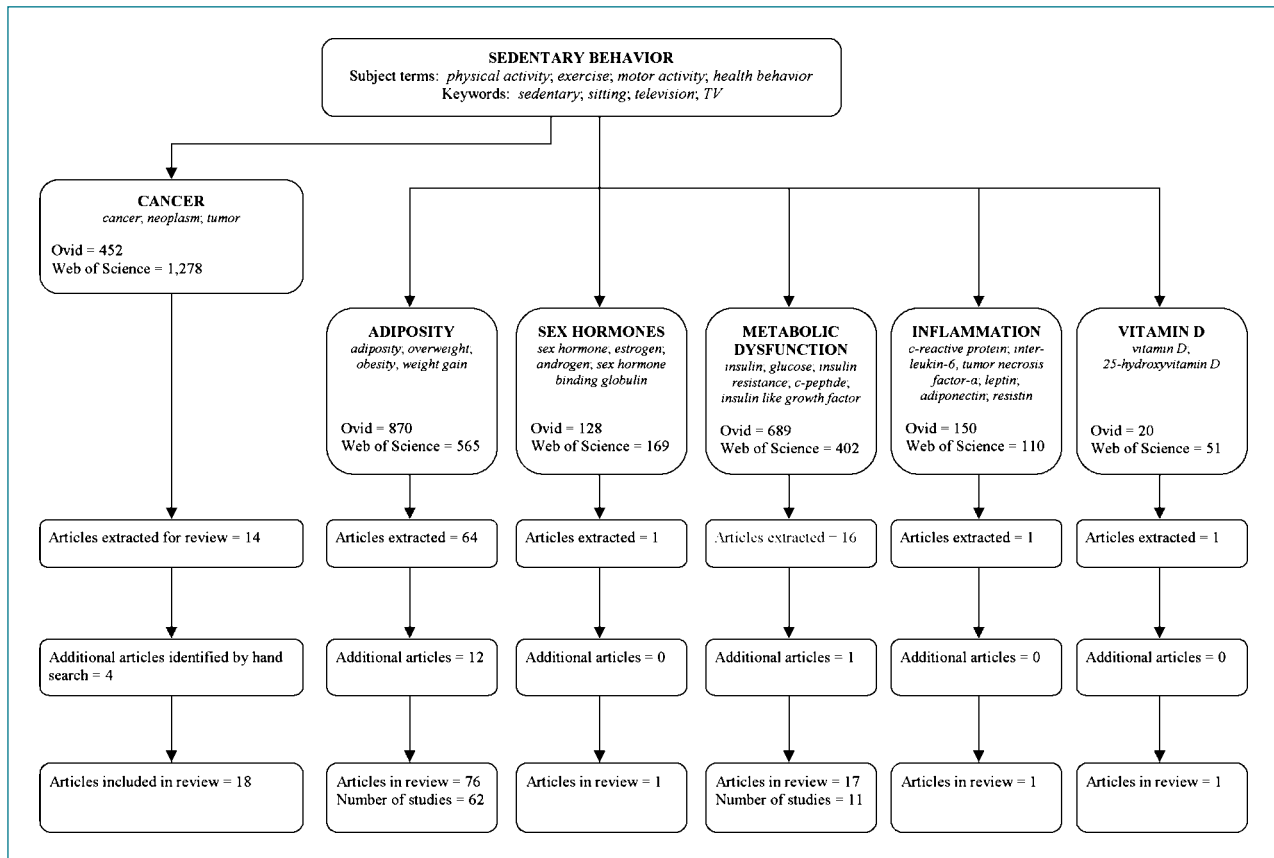 SEDENTARY BEHAVIOR
Subject terms: physical activity; exercise; motor activity; health behavior
Keywords: sedentary; sitting; television; TV
CANCER
cancer; neoplasm; tumor
Ovid = 452
Web of Science = 1,278
ADIPOSITY
adiposity, overweight,
obesity, weight gain
Ovid = 870
Web of Science = 565
SEX HORMONES
sex hormone, estrogen;
androgen; sex hormone
binding globulin
Ovid = 128
Web of Science = 169
METABOLIC
DYSFUNCTION
insulin, glucose, insulin
resistance, c-peptide,
insulin like growth factor
Ovid = 689
Web of Science = 402
INFLAMMATION
c-reactive protein; inter-
leukin-6, tumor necrosis
factor-α; leptin;
adiponectin; resistin
Ovid = 150
Web of Science = 110
VITAMIN D
vitamin D,
25-hydroxyvitamin D
Ovid = 20
Web of Science = 51
Articles extracted for review = 14
Articles extracted = 64
Articles extracted = 1
Articles extracted = 16
Articles extracted = 1
Articles extracted = 1
Additional articles identified by hand
search = 4
Additional articles = 12
Additional articles = 0
Additional articles = 1
Additional articles = 0
Additional articles = 0
Articles included in review = 18
Articles in review = 76
Number of studies = 62
Articles in review = 1
Articles in review = 17
Number of studies = 11
Articles in review = 1
Articles in review = 1